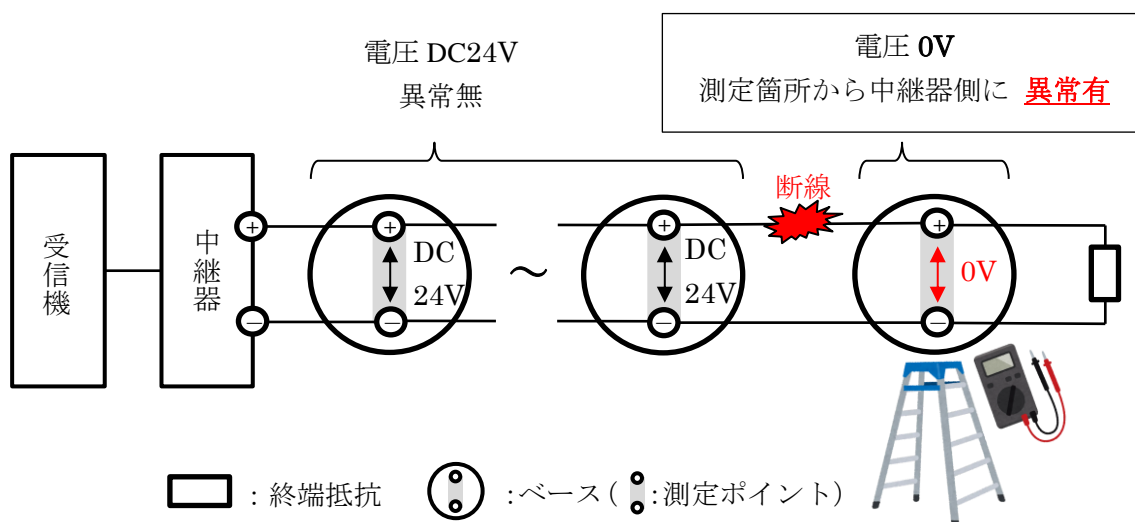 電圧 DC24V
異常無
電圧 0V
測定箇所から中継器側に 異常有
受信機
中継器
+
−
+
DC
24V
−
～
+
DC
24V
−
断線
+
0V
−
：終端抵抗
：ベース（ ：測定ポイント）